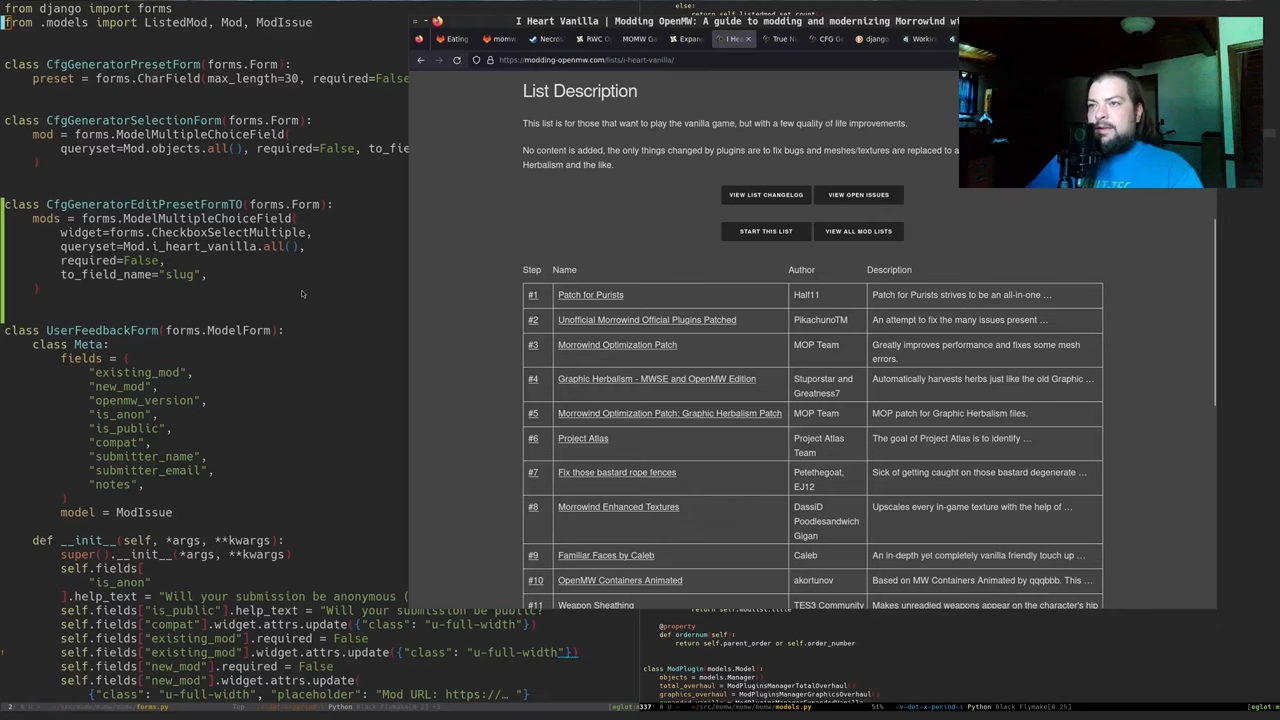 from django import forms
from .models import ListedMod, Mod, ModIssue
class CfgGeneratorPresetForm(forms.Form):
preset = forms.CharField(max_length=30, required=False
class CfgGeneratorSelectionForm(forms.Form):
mod = forms.ModelMultipleChoiceField(
queryset=Mod.objects.all(), required=False, to_fie
)
class CfgGeneratorEditPresetFormTO(forms.Form):
mods = forms.ModelMultipleChoiceField(
widget=forms.CheckboxSelectMultiple,
queryset=Mod.i_heart_vanilla.all(),
required=False,
to_field_name="slug",
)
class UserFeedbackForm(forms.ModelForm):
class Meta:
fields = (
"existing_mod",
"new_mod",
"openmw_version",
"is_anon",
"is_public",
"compat",
"submitter_name",
"submitter_email",
"notes",
)
model = ModIssue
def __init__(self, *args, **kwargs):
super().__init__(*args, **kwargs)
self.fields[
"is_anon"
].help_text = "Will your submission be anonymous (
self.fields["is_public"].help_text = "Will your submission be public?"
self.fields["compat"].widget.attrs.update({"class": "u-full-width"})
self.fields["existing_mod"].required = False
self.fields["existing_mod"].widget.attrs.update({"class": "u-full-width"})
self.fields["new_mod"].required = False
self.fields["new_mod"].widget.attrs.update(
{"class": "u-full-width", "placeholder": "Mod URL: https://… "}
else:
I Heart Vanilla | Modding OpenMW: A guide to modding and modernizing Morrowind wi
Eating
momw
Necros
RWC O
MOMW Go
Expan
I Hea ×
True Ni
CFG G
django
Workin
https://modding-openmw.com/lists/i-heart-vanilla/
List Description
This list is for those that want to play the vanilla game, but with a few quality of life improvements.
No content is added, the only things changed by plugins are to fix bugs and meshes/textures are replaced to a
Herbalism and the like.
VIEW LIST CHANGELOG VIEW OPEN ISSUES
START THIS LIST VIEW ALL MOD LISTS
Step Name Author Description
#1 Patch for Purists Half11 Patch for Purists strives to be an all-in-one …
#2 Unofficial Morrowind Official Plugins Patched PikachunoTM An attempt to fix the many issues present …
#3 Morrowind Optimization Patch MOP Team Greatly improves performance and fixes some mesh
errors.
#4 Graphic Herbalism - MWSE and OpenMW Edition Stuporstar and Automatically harvests herbs just like the old Graphic …
Greatness7
#5 Morrowind Optimization Patch: Graphic Herbalism Patch MOP Team MOP patch for Graphic Herbalism files.
#6 Project Atlas Project Atlas The goal of Project Atlas is to identify …
Team
#7 Fix those bastard rope fences Petethegoat, Sick of getting caught on those bastard degenerate …
EJ12
#8 Morrowind Enhanced Textures DassiD Upscales every in-game texture with the help of …
Poodlesandwich
Gigan
#9 Familiar Faces by Caleb Caleb An in-depth yet completely vanilla friendly touch up …
#10 OpenMW Containers Animated akortunov Based on MW Containers Animated by qqqbbb. This …
#11 Weapon Sheathing TES3 Community Makes unreadied weapons appear on the character's hip
@property
def ordernum(self):
return self.parent_order or self.order_number
class ModPlugin(models.Model):
objects = models.Manager()
total_overhaul = ModPluginsManagerTotalOverhaul()
graphics_overhaul = ModPluginsManagerGraphicsOverhaul()